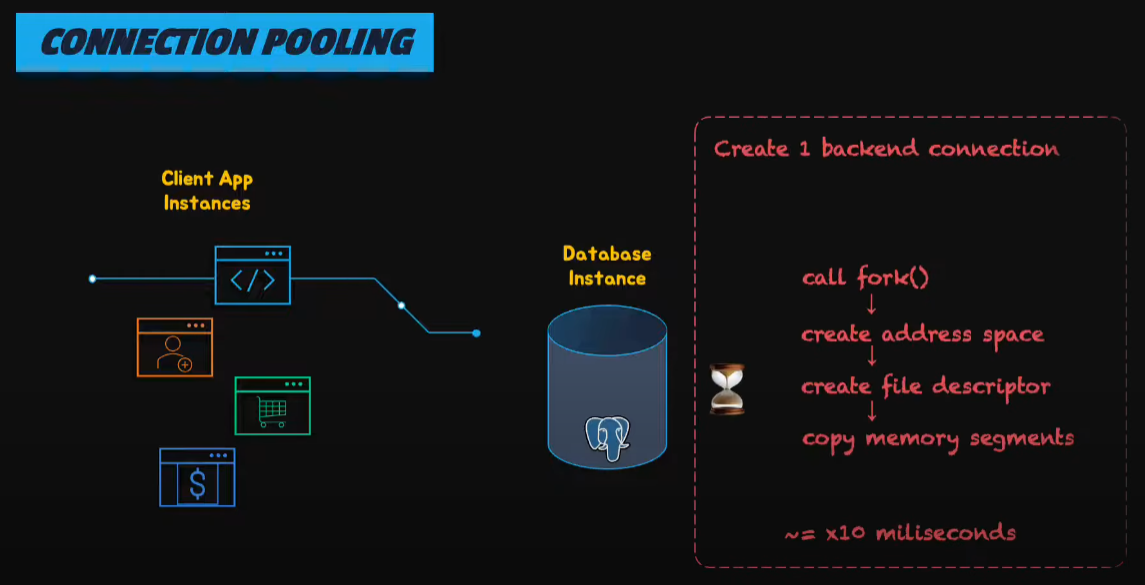 CONNECTION POOLING
Client App
Instances
</>
$
Database
Instance
Create 1 backend connection
call fork()
↓
create address space
↓
create file descriptor
↓
copy memory segments
~= x10 miliseconds